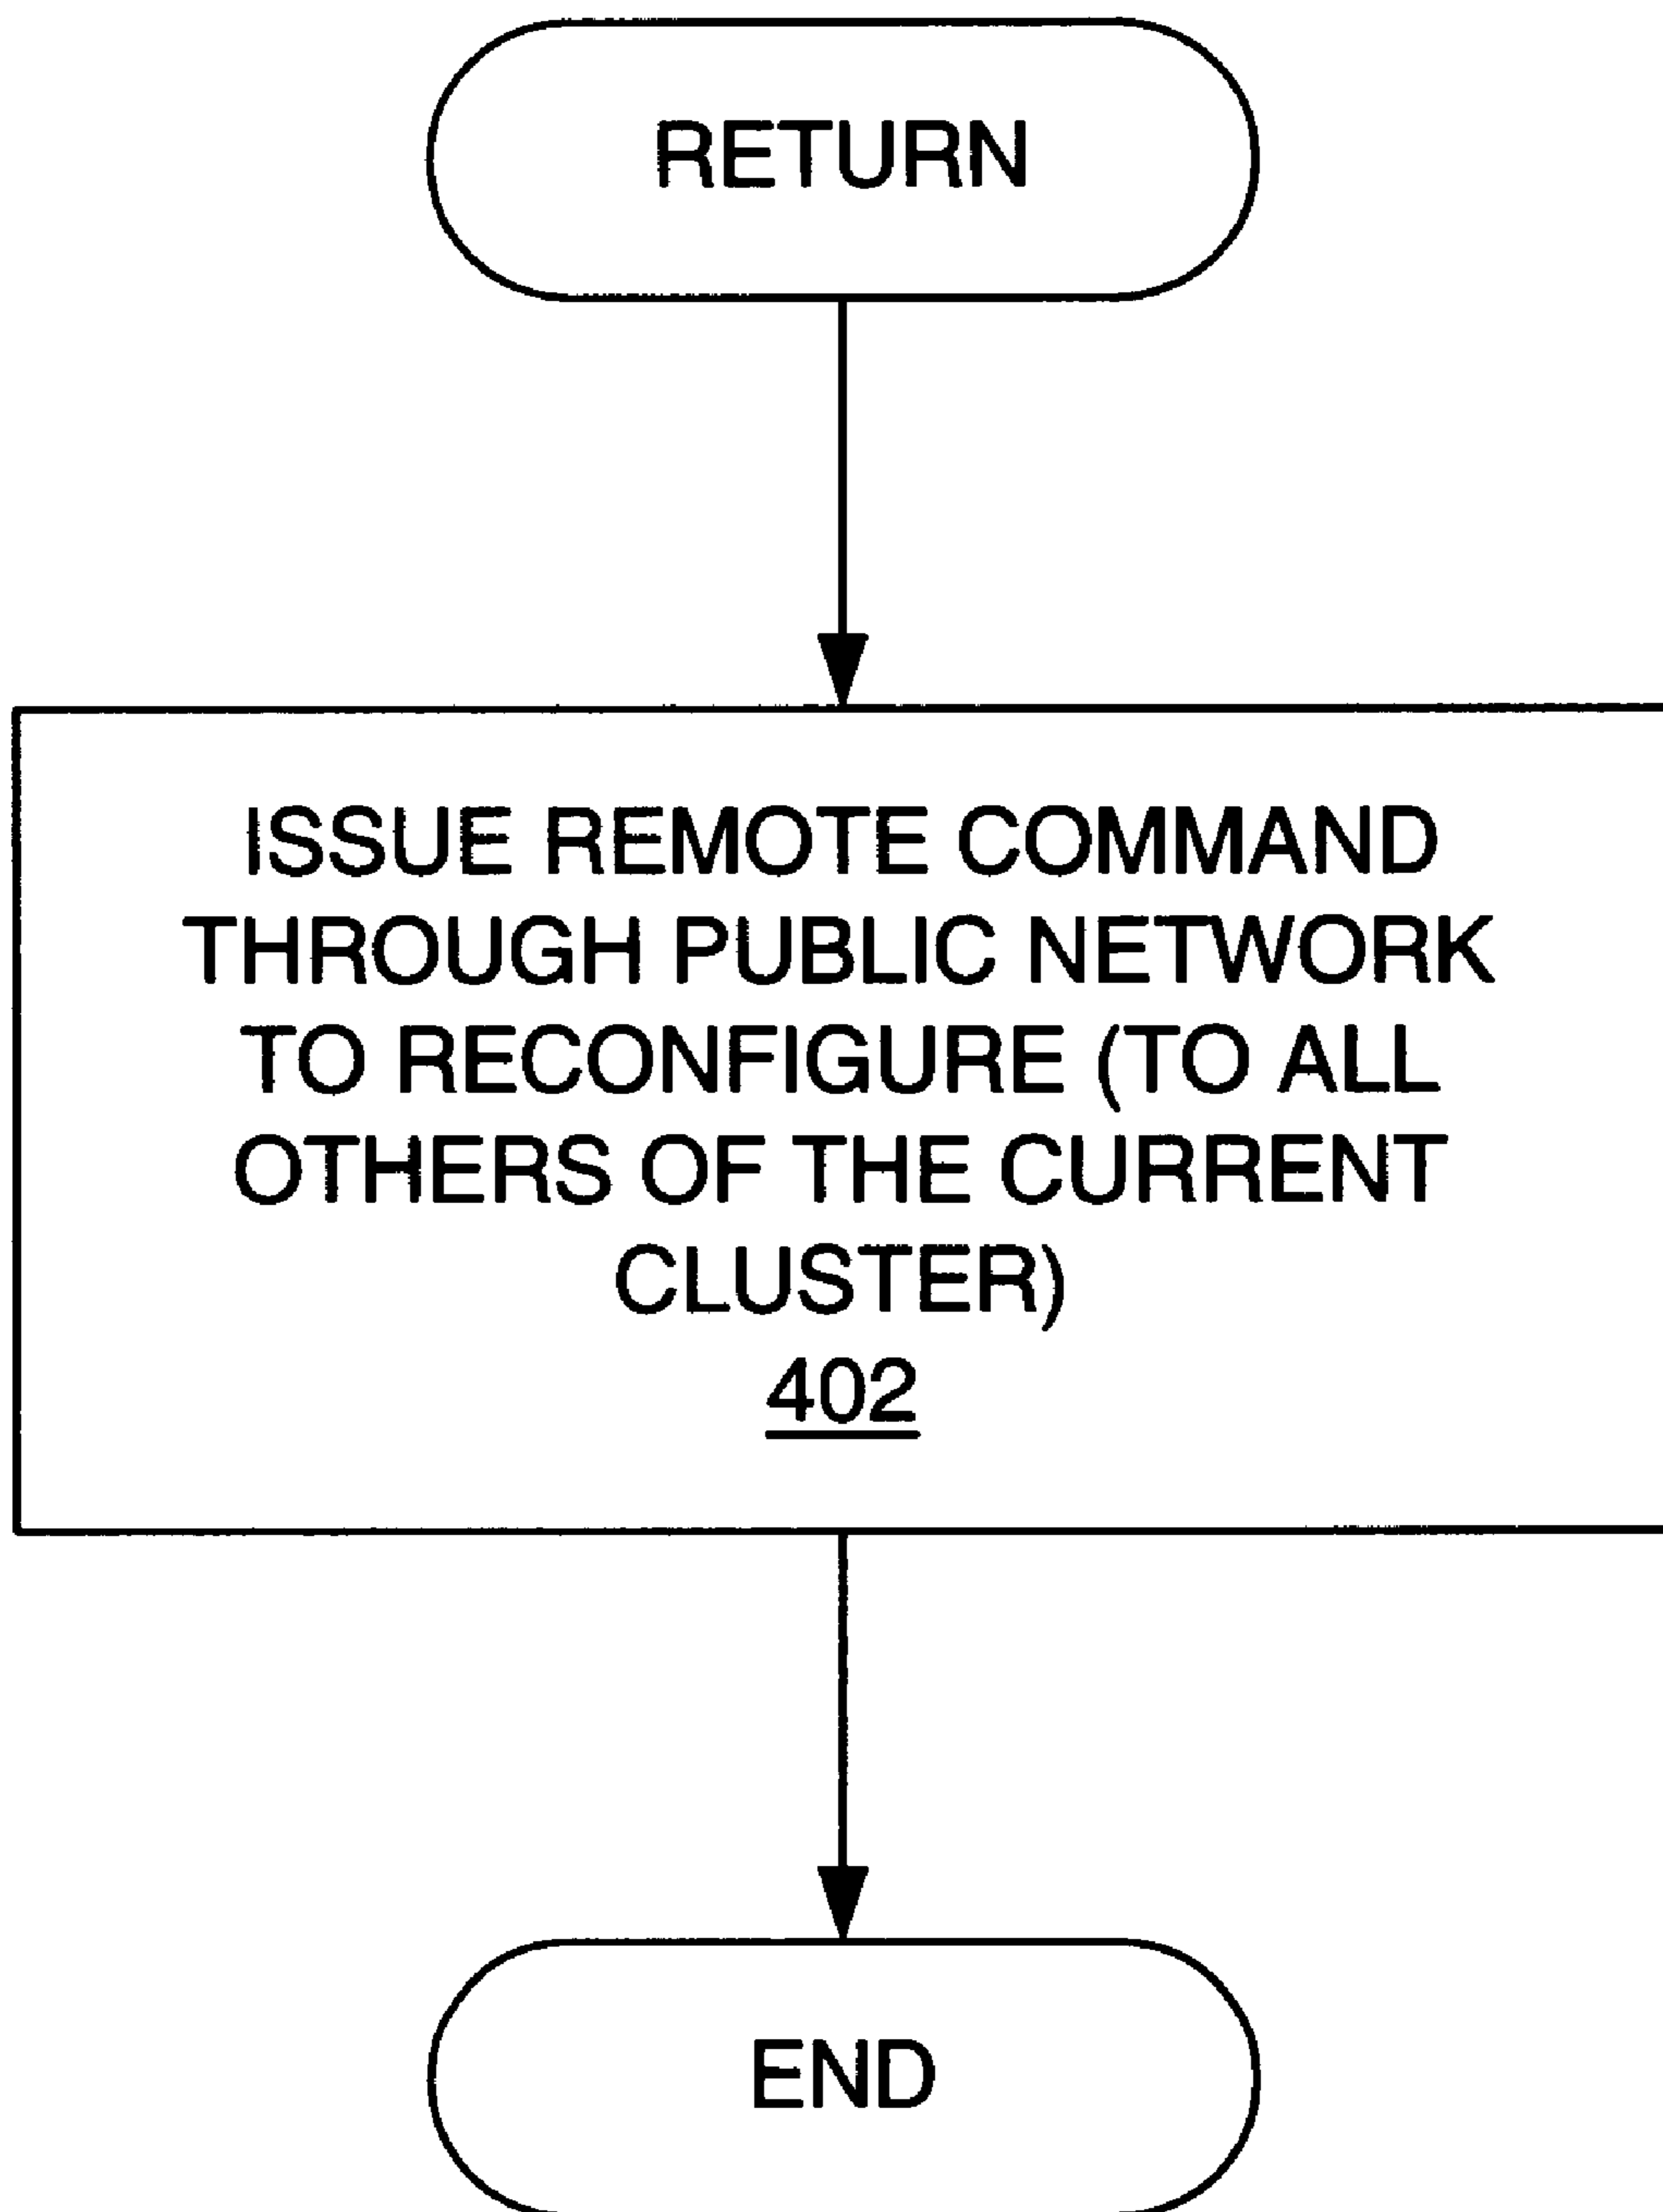 RETURN
ISSUE REMOTE COMMAND
THROUGH PUBLIC NETWORK
TO RECONFIGURE (TO ALL
OTHERS OF THE CURRENT
CLUSTER)
402
END